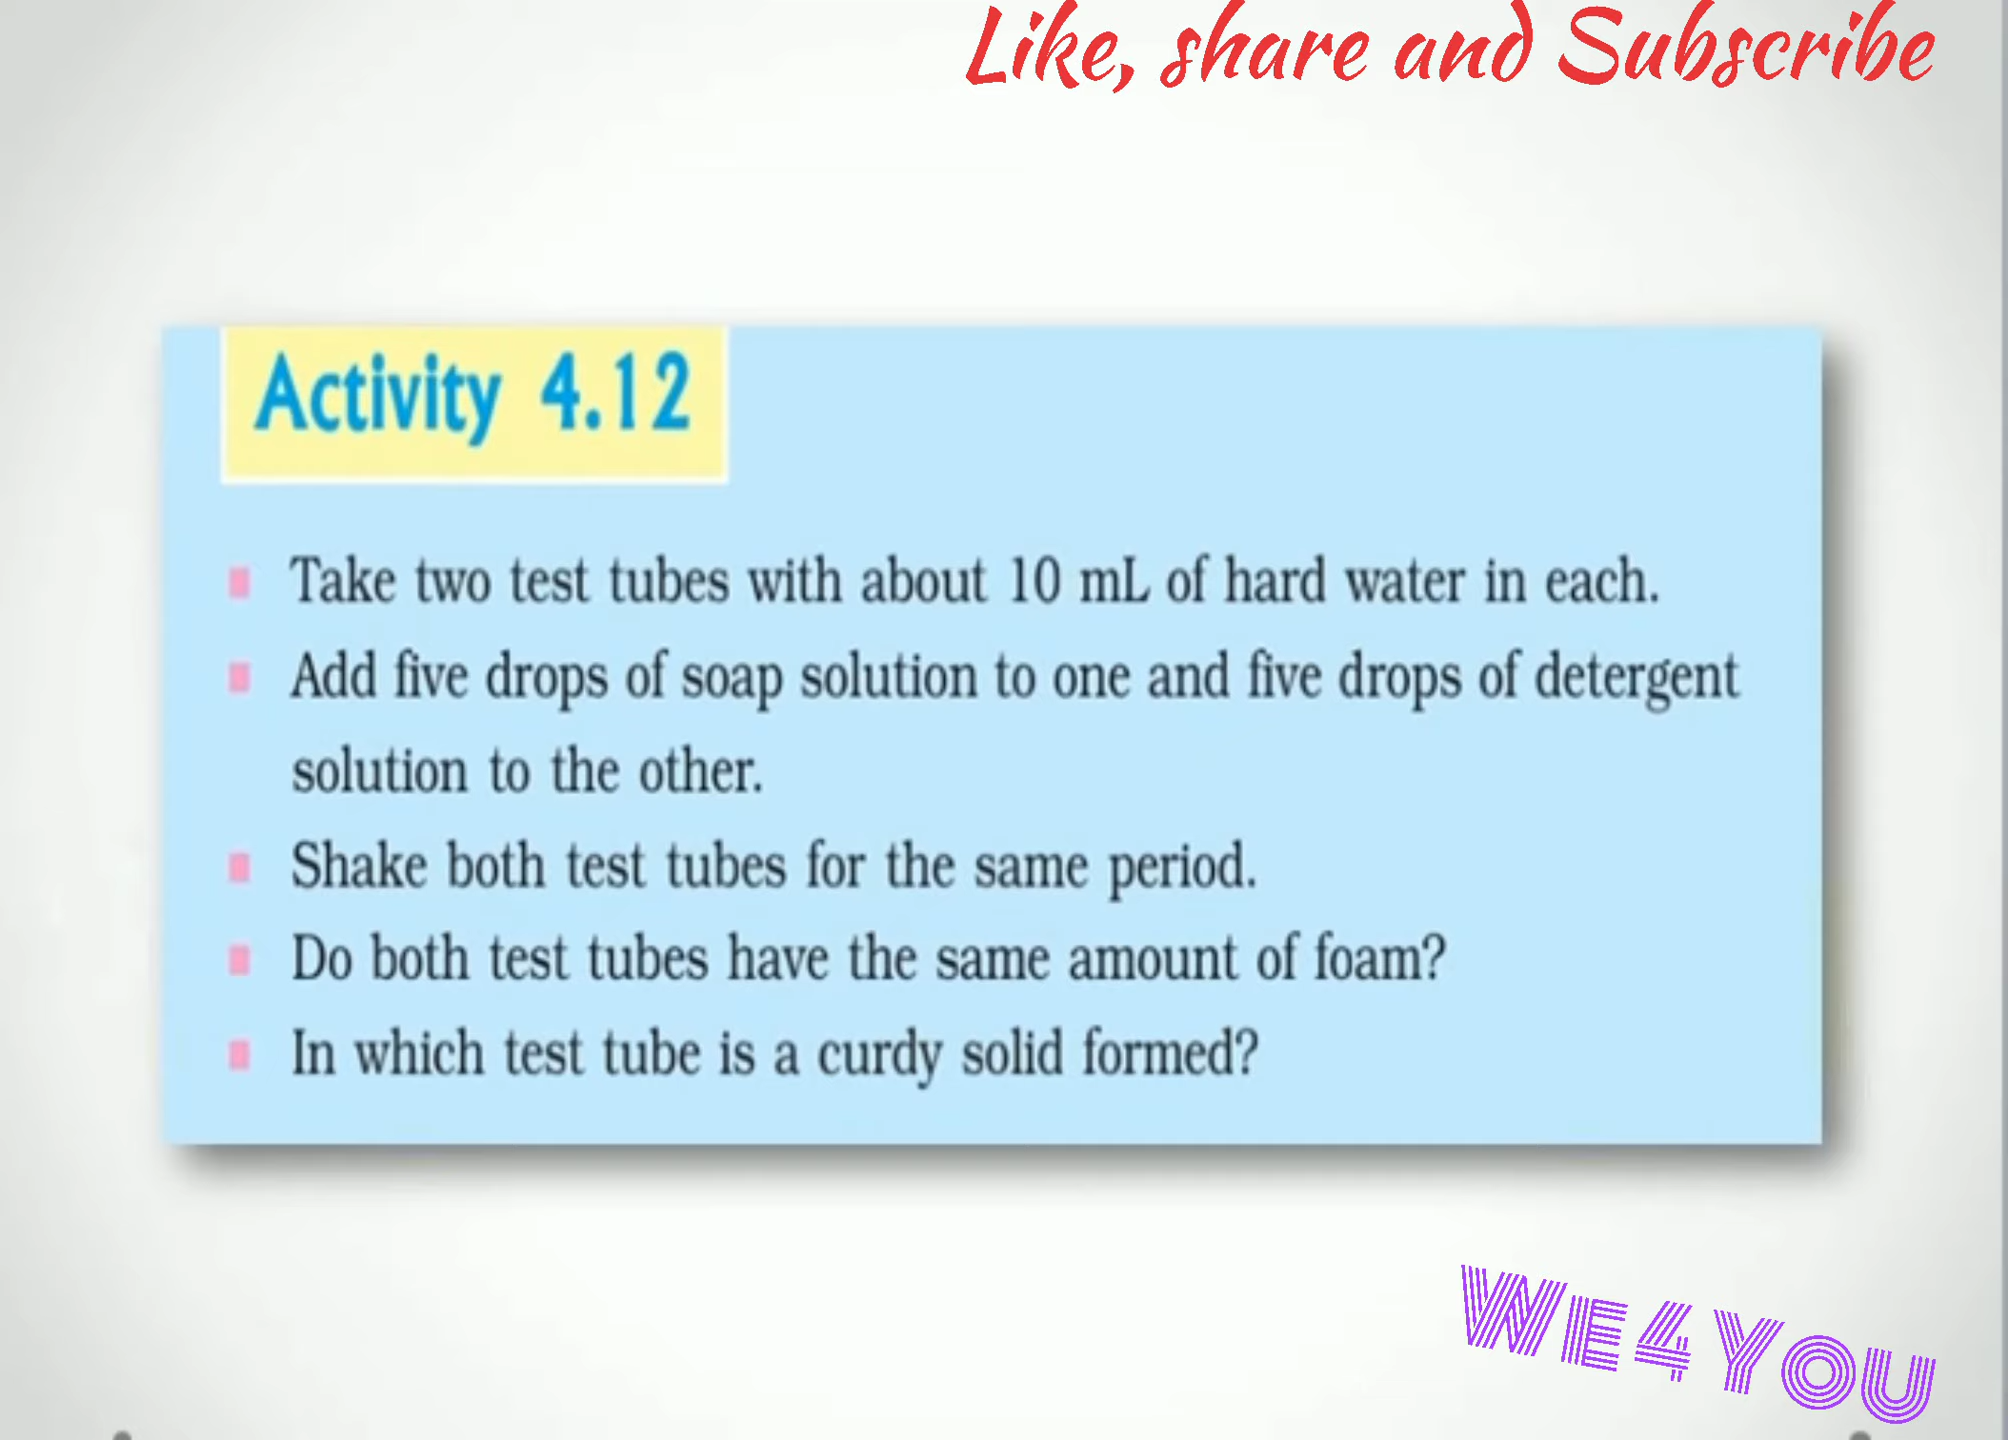 Like, share and Subscribe
Activity 4.12
Take two test tubes with about 10 mL of hard water in each.
Add five drops of soap solution to one and five drops of detergent
solution to the other.
Shake both test tubes for the same period.
Do both test tubes have the same amount of foam?
In which test tube is a curdy solid formed?
WE4YOU